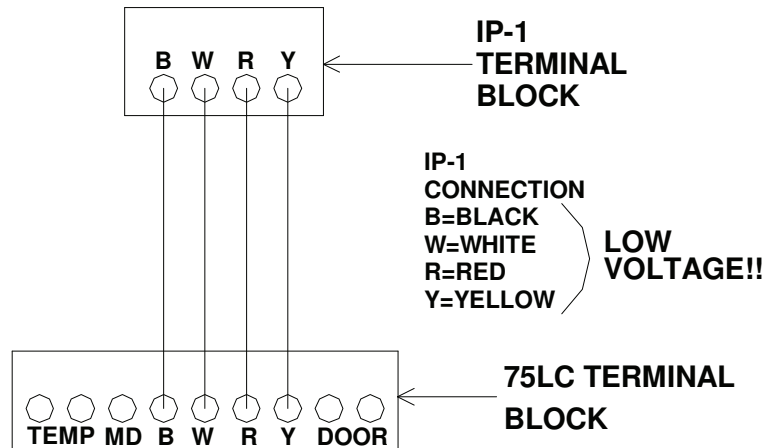 B W R Y
IP-1
TERMINAL
BLOCK
IP-1
CONNECTION
B=BLACK
W=WHITE
R=RED
Y=YELLOW
LOW
VOLTAGE!!
75LC TERMINAL
BLOCK
TEMP MD B W R Y DOOR